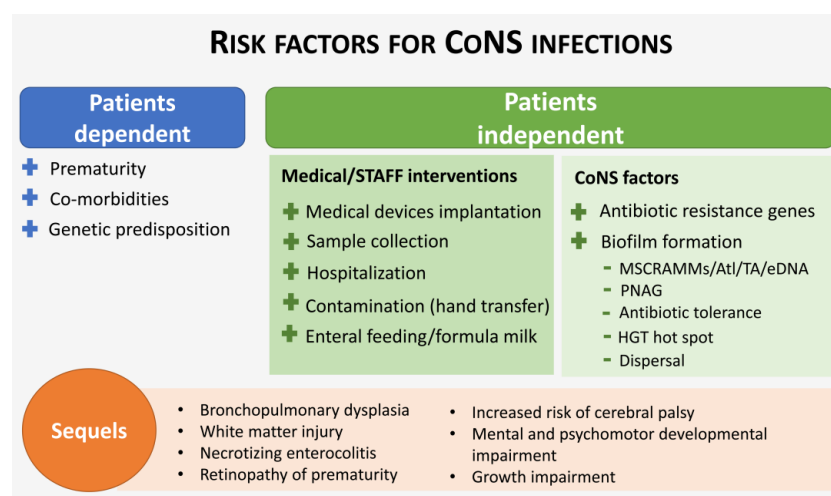 RISK FACTORS FOR CONS INFECTIONS
Patients
dependent
Prematurity
Co-morbidities
Genetic predisposition
Patients
independent
Medical/STAFF interventions
Medical devices implantation
Sample collection
Hospitalization
Contamination (hand transfer)
Enteral feeding/formula milk
CoNS factors
Antibiotic resistance genes
Biofilm formation
- MSCRAMMs/Atl/TA/eDNA
- PNAG
- Antibiotic tolerance
- HGT hot spot
- Dispersal
Sequels
• Bronchopulmonary dysplasia
• White matter injury
• Necrotizing enterocolitis
• Retinopathy of prematurity
• Increased risk of cerebral palsy
• Mental and psychomotor developmental
impairment
• Growth impairment